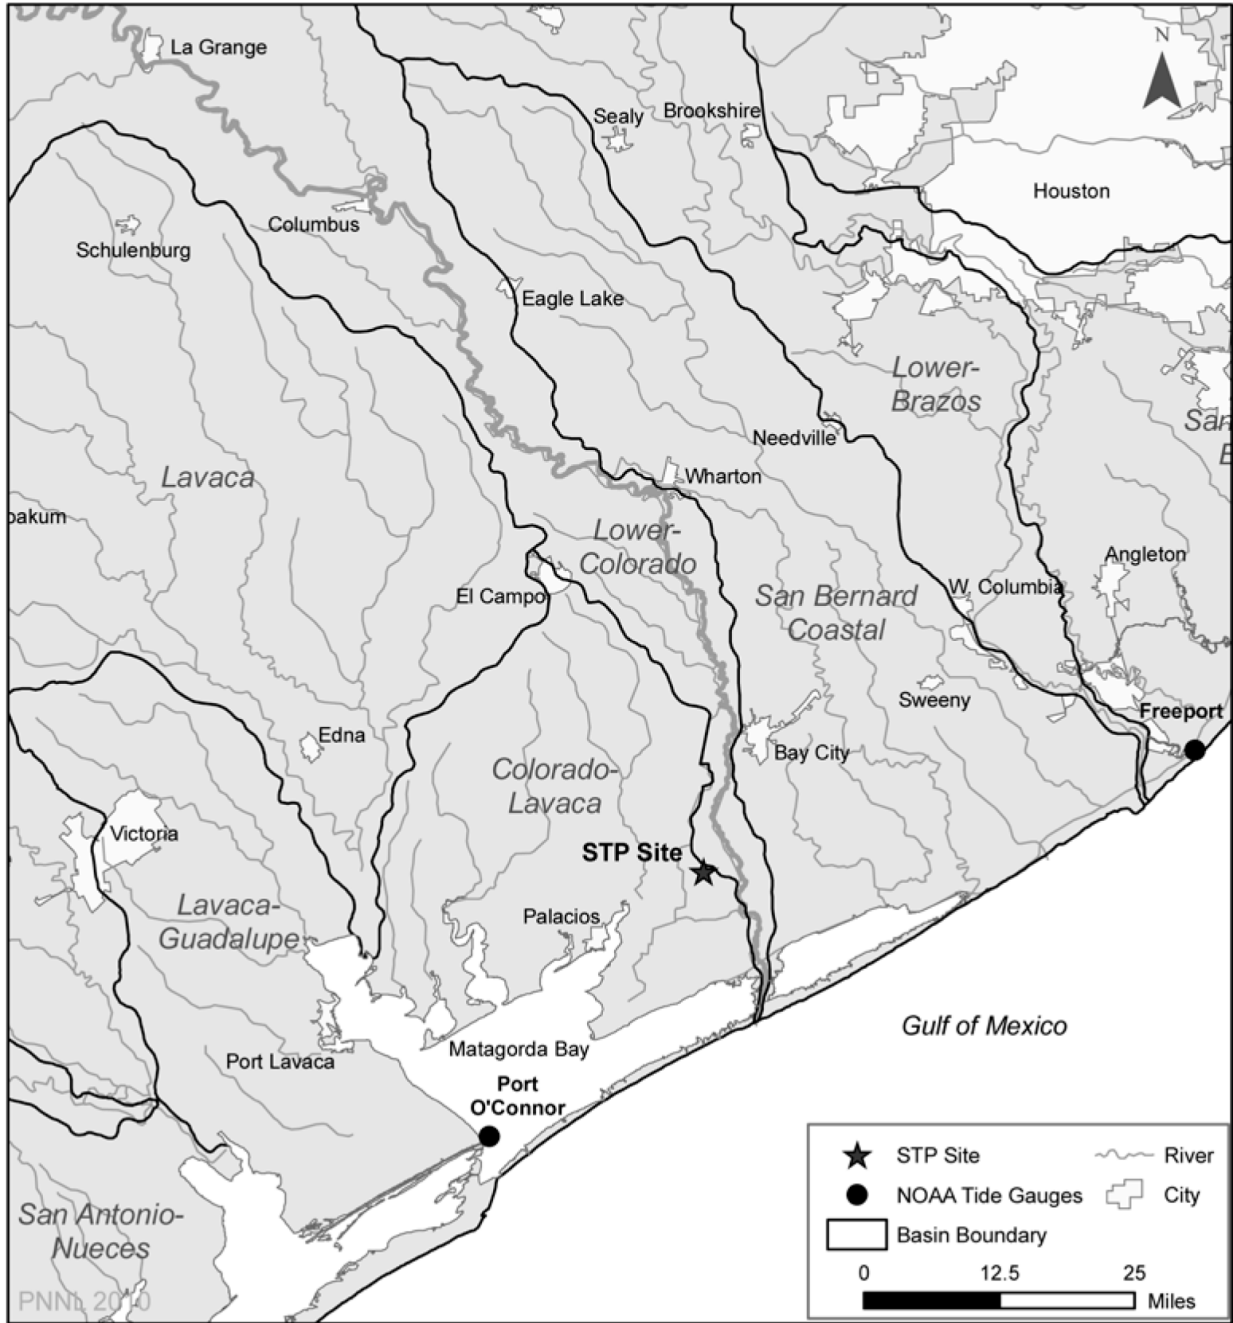 N
La Grange
Sealy
Brookshire
Houston
Columbus
Schulenburg
Eagle Lake
Lower-
Brazos
San
Needville
Lavaca
Wharton
oakum
Lower-
Colorado
Angleton
W. Columbia
El Campo
San Bernard
Coastal
Sweeny
Freeport
Edna
Bay City
Colorado-
Lavaca
Victoria
STP Site
Lavaca-
Guadalupe
Palacios
Gulf of Mexico
Matagorda Bay
Port Lavaca
Port
O'Connor
San Antonio-
Nueces
PNNL 2010
STP Site
River
NOAA Tide Gauges
City
Basin Boundary
0
12.5
25
Miles